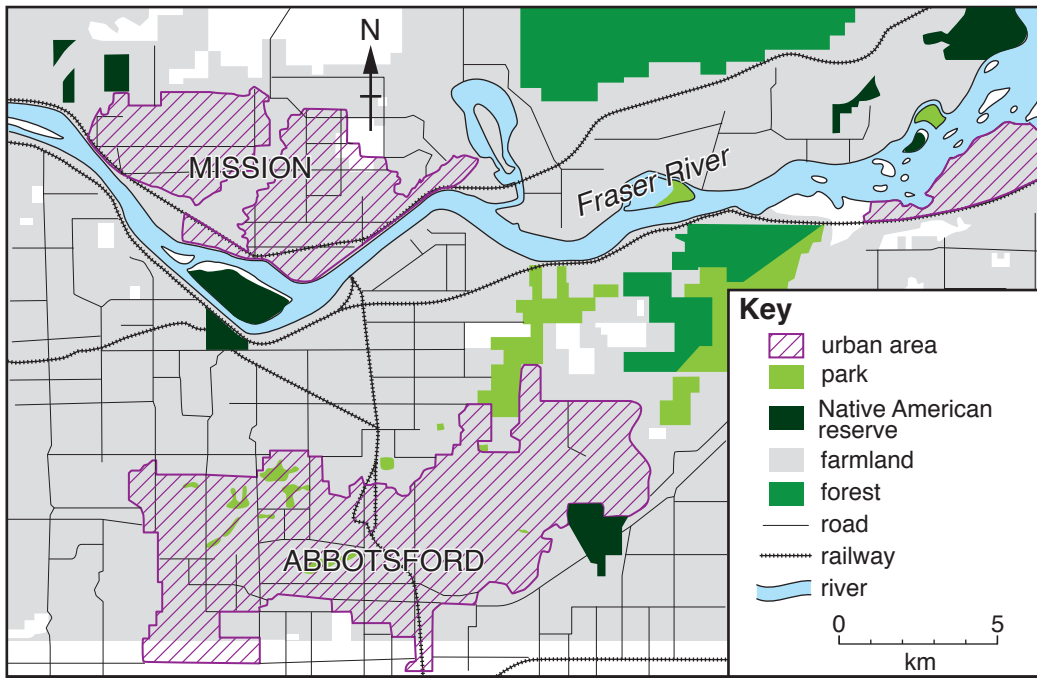 N
MISSION
Fraser River
ABBOTSFORD
Key
urban area
park
Native American
reserve
farmland
forest
road
railway
river
0 5
km